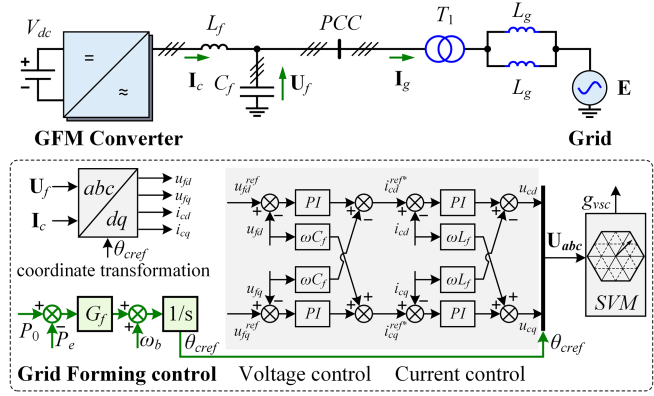 V_dc
L_f
PCC
T_1
L_g
+
−
=
≈
I_c
C_f
U_f
I_g
L_g
E
GFM Converter
Grid
U_f
I_c
abc
dq
u_fd
u_fq
i_cd
i_cq
θ_cref
coordinate transformation
P_0
+
−
P_e
G_f
+
+
ω_b
1/s
θ_cref
Grid Forming control
u_fd^ref
+
−
PI
+
−
i_cd^ref*
+
−
PI
+
−
u_cd
u_fd
ωC_f
i_cd
ωL_f
u_fq
ωC_f
i_cq
ωL_f
u_fq^ref
+
−
PI
+
+
i_cq^ref*
+
−
PI
+
+
u_cq
Voltage control
Current control
θ_cref
U_abc
g_vsc
SVM